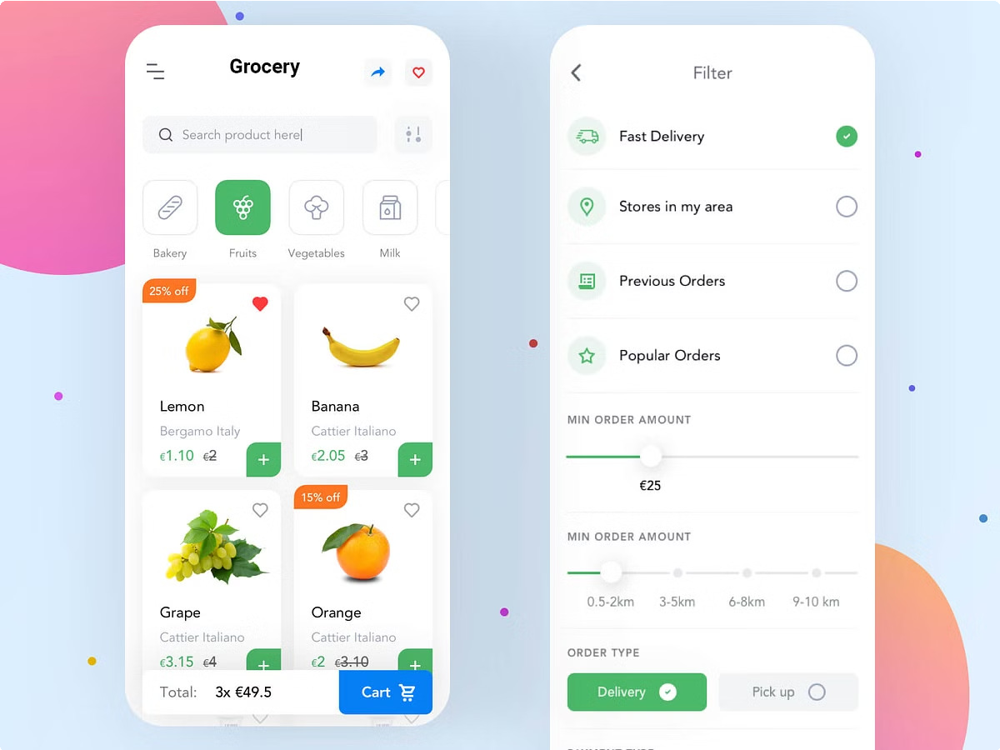 Grocery
Search product here
Bakery
Fruits
Vegetables
Milk
25% off
Lemon
Bergamo Italy
€1.10 €2
+
Banana
Cattier Italiano
€2.05 €3
+
Grape
Cattier Italiano
€3.15 €4
+
15% off
Orange
Cattier Italiano
€2 €3.10
+
Total: 3x €49.5
Cart
Filter
Fast Delivery
Stores in my area
Previous Orders
Popular Orders
MIN ORDER AMOUNT
€25
MIN ORDER AMOUNT
0.5-2km 3-5km 6-8km 9-10 km
ORDER TYPE
Delivery
Pick up